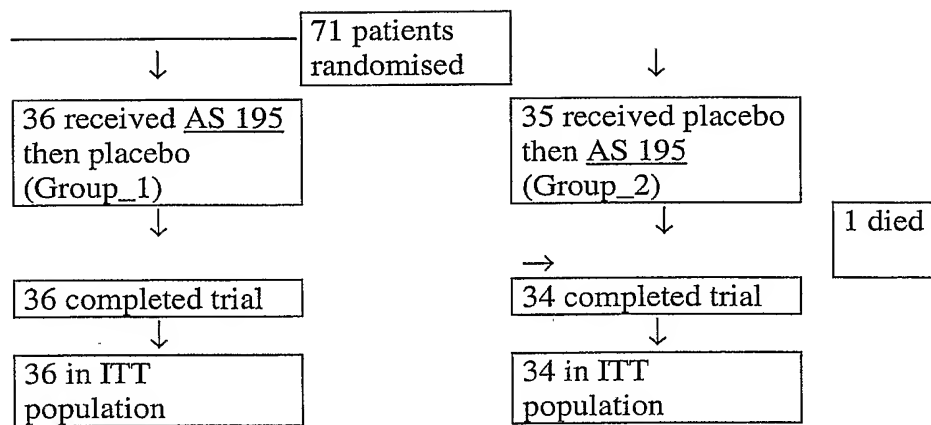 71 patients
randomised
↓
↓
36 received AS 195
then placebo
(Group_1)
35 received placebo
then AS 195
(Group_2)
↓
↓
1 died
→
36 completed trial
34 completed trial
↓
↓
36 in ITT
population
34 in ITT
population